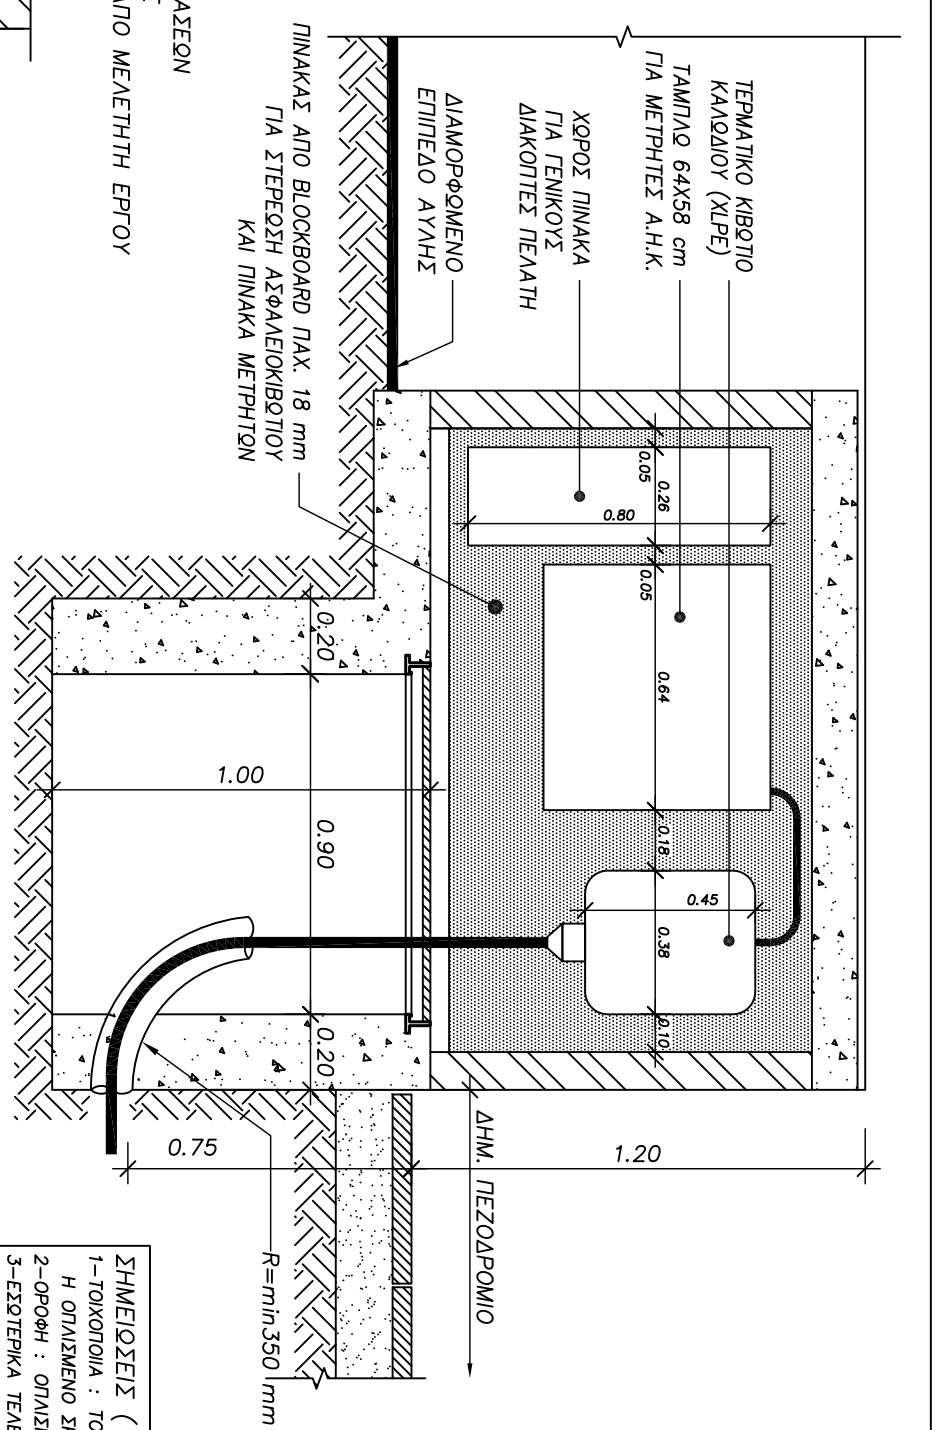 ΤΕΡΜΑΤΙΚΟ ΚΙΒΩΤΙΟ
ΚΑΛΩΔΙΟΥ (XLPE)
ΤΑΜΠΛΩ 64X58 cm
ΓΙΑ ΜΕΤΡΗΤΕΣ Α.Η.Κ.
ΧΩΡΟΣ ΠΙΝΑΚΑ
ΓΙΑ ΓΕΝΙΚΟΥΣ
ΔΙΑΚΟΠΤΕΣ ΠΕΛΑΤΗ
ΔΙΑΜΟΡΦΩΜΕΝΟ
ΕΠΙΠΕΔΟ ΑΥΛΗΣ
ΠΙΝΑΚΑΣ ΑΠΟ BLOCKBOARD ΠΑΧ. 18 mm
ΓΙΑ ΣΤΕΡΕΩΣΗ ΑΣΦΑΛΕΙΟΚΙΒΩΤΙΟΥ
ΚΑΙ ΠΙΝΑΚΑ ΜΕΤΡΗΤΩΝ
ΑΣΕΩΝ
ΑΠΟ ΜΕΛΕΤΗΤΗ ΕΡΓΟΥ
0.05
0.26
0.80
0.05
0.64
0.18
0.45
0.38
0.10
0.20
0.90
0.20
1.00
0.75
1.20
ΔΗΜ. ΠΕΖΟΔΡΟΜΙΟ
R=min350 mm
ΣΗΜΕΙΩΣΕΙΣ (
1-ΤΟΙΧΟΠΟΙΙΑ : ΤΟ
Η ΟΠΛΙΣΜΕΝΟ ΣΚ
2-ΟΡΟΦΗ : ΟΠΛΙΣΙ
3-ΕΣΩΤΕΡΙΚΑ ΤΕΛΕ